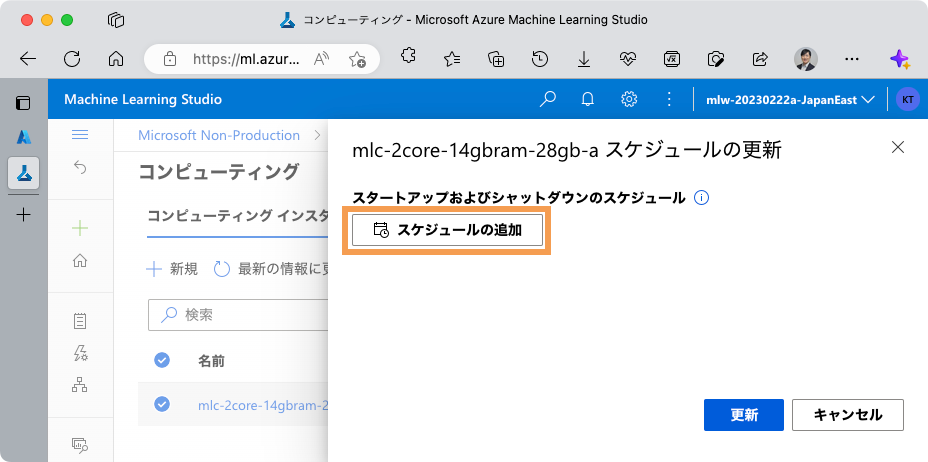 コンピューティング - Microsoft Azure Machine Learning Studio
https://ml.azur...
Machine Learning Studio
mlw-20230222a-JapanEast
KT
Microsoft Non-Production
コンピューティング
コンピューティング インスタ
新規
最新の情報に更
検索
名前
mlc-2core-14gbram-2
mlc-2core-14gbram-28gb-a スケジュールの更新
スタートアップおよびシャットダウンのスケジュール
スケジュールの追加
更新
キャンセル